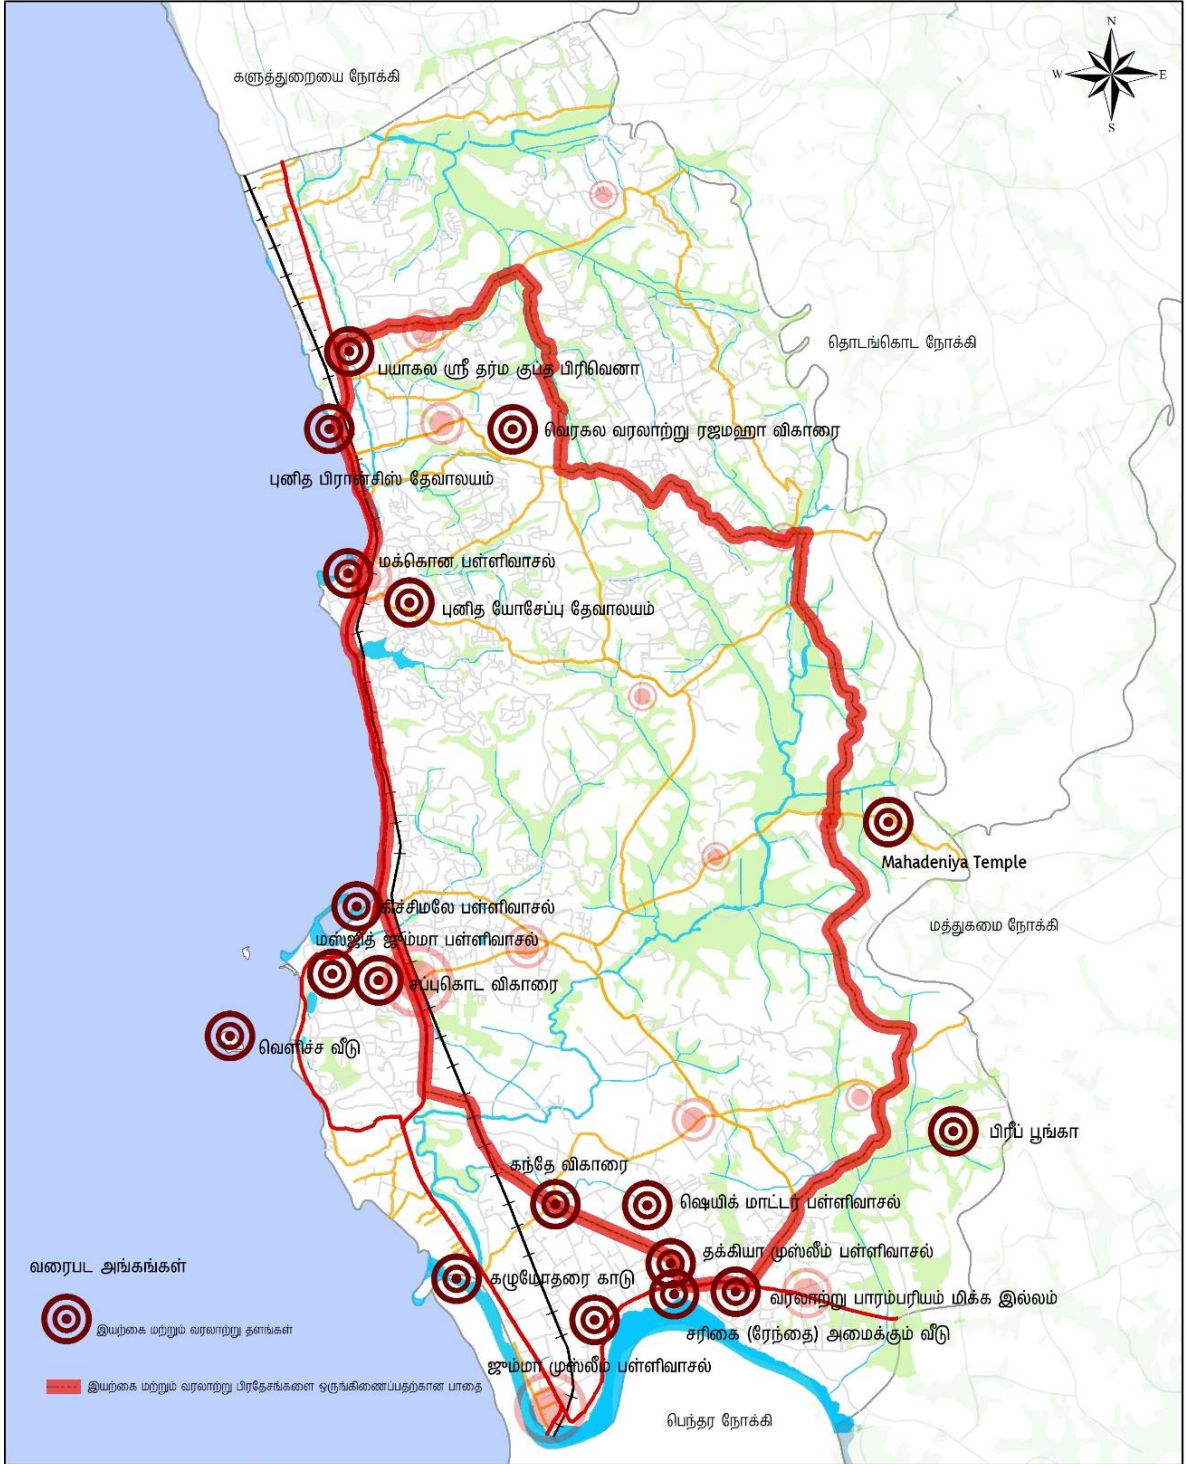 N
W
E
S
களுத்துறையை நோக்கி
தொடங்கொட நோக்கி
பயாகல ஸ்ரீ தர்ம குப்த பிரிவெனா
வெரகல வரலாற்று ரஜமஹா விகாரை
புனித பிரான்சிஸ் தேவாலயம்
மக்கொன பள்ளிவாசல்
புனித யோசேப்பு தேவாலயம்
Mahadeniya Temple
கிச்சிமலே பள்ளிவாசல்
மத்துகமை நோக்கி
மஸ்ஜித் ஜும்மா பள்ளிவாசல்
சப்புகொட விகாரை
வெளிச்ச வீடு
பிரீப் பூங்கா
கந்தே விகாரை
ஷெயிக் மாட்டர் பள்ளிவாசல்
தக்கியா முஸ்லீம் பள்ளிவாசல்
வரைபட அங்கங்கள்
கழுமோதரை காடு
வரலாற்று பாரம்பரியம் மிக்க இல்லம்
இயற்கை மற்றும் வரலாற்று தளங்கள்
சரிகை (ரேந்தை) அமைக்கும் வீடு
ஜும்மா முஸ்லீம் பள்ளிவாசல்
இயற்கை மற்றும் வரலாற்று பிரதேசங்களை ஒருங்கிணைப்பதற்கான பாதை
பெந்தர நோக்கி